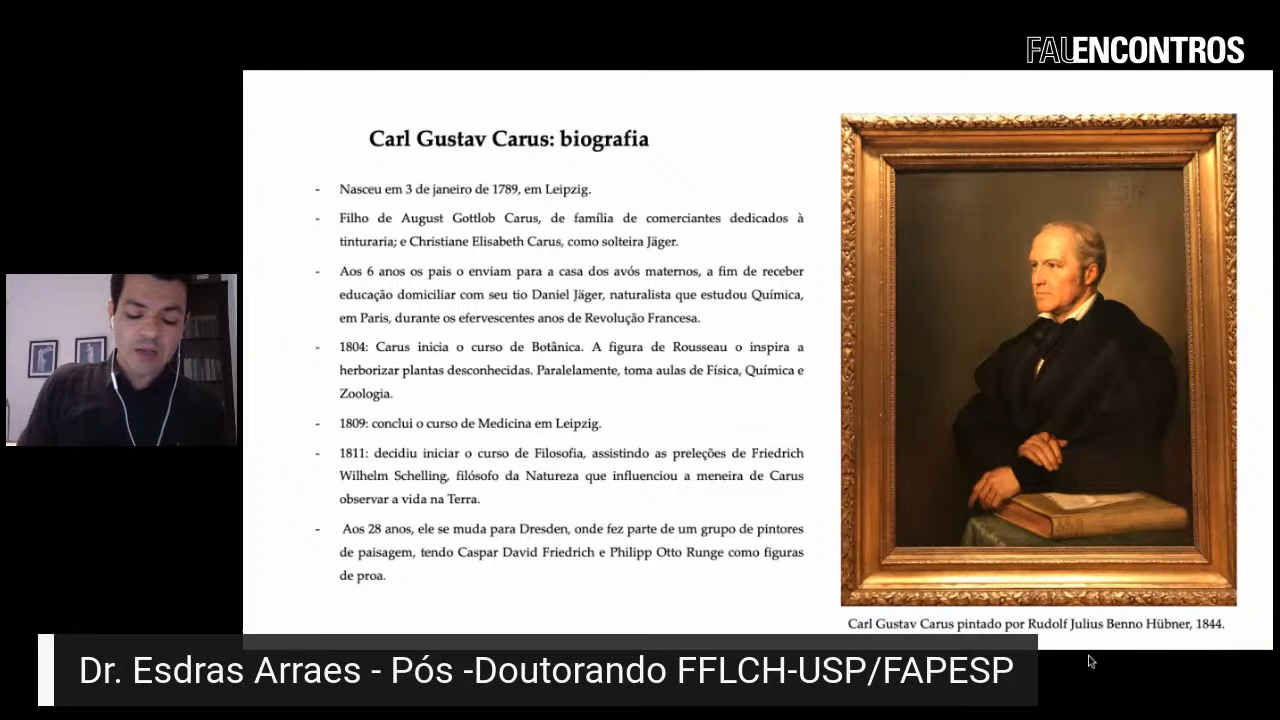 FALENCONTROS
Carl Gustav Carus: biografia
- Nasceu em 3 de janeiro de 1789, em Leipzig.
- Filho de August Gottlob Carus, de família de comerciantes dedicados à
tinturaria; e Christiane Elisabeth Carus, como solteira Jäger.
- Aos 6 anos os pais o enviam para a casa dos avós maternos, a fim de receber
educação domiciliar com seu tio Daniel Jäger, naturalista que estudou Química,
em Paris, durante os efervescentes anos de Revolução Francesa.
- 1804: Carus inicia o curso de Botânica. A figura de Rousseau o inspira a
herborizar plantas desconhecidas. Paralelamente, toma aulas de Física, Química e
Zoologia.
- 1809: conclui o curso de Medicina em Leipzig.
- 1811: decidiu iniciar o curso de Filosofia, assistindo as preleções de Friedrich
Wilhelm Schelling, filósofo da Natureza que influenciou a meneira de Carus
observar a vida na Terra.
- Aos 28 anos, ele se muda para Dresden, onde fez parte de um grupo de pintores
de paisagem, tendo Caspar David Friedrich e Philipp Otto Runge como figuras
de proa.
Carl Gustav Carus pintado por Rudolf Julius Benno Hübner, 1844.
Dr. Esdras Arraes - Pós -Doutorando FFLCH-USP/FAPESP